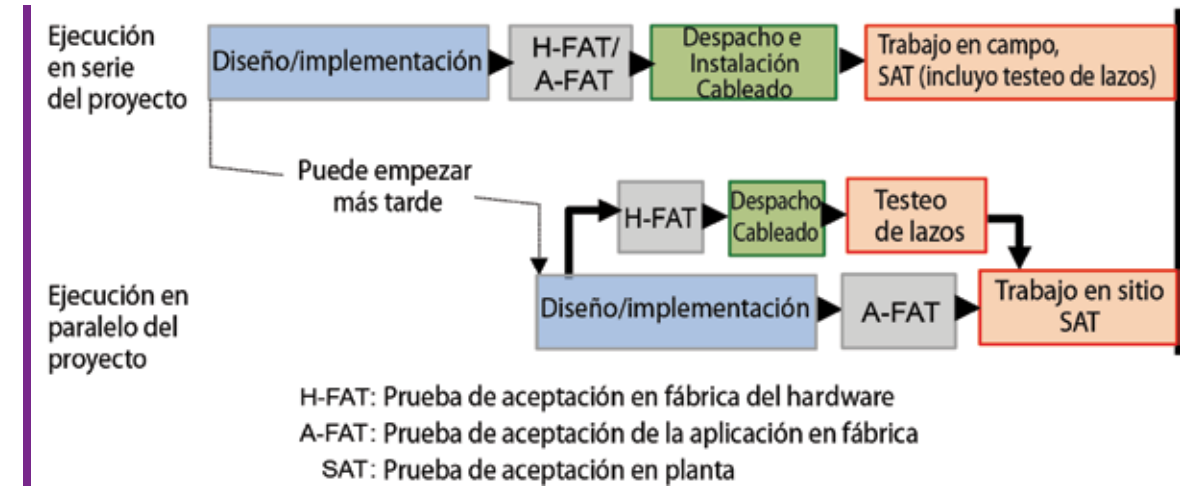 Ejecución
en serie
del proyecto
Diseño/implementación
H-FAT/
A-FAT
Despacho e
Instalación
Cableado
Trabajo en campo,
SAT (incluyo testeo de lazos)
Puede empezar
más tarde
H-FAT
Despacho
Cableado
Testeo
de lazos
Ejecución en
paralelo del
proyecto
Diseño/implementación
A-FAT
Trabajo en sitio
SAT
H-FAT: Prueba de aceptación en fábrica del hardware
A-FAT: Prueba de aceptación de la aplicación en fábrica
SAT: Prueba de aceptación en planta